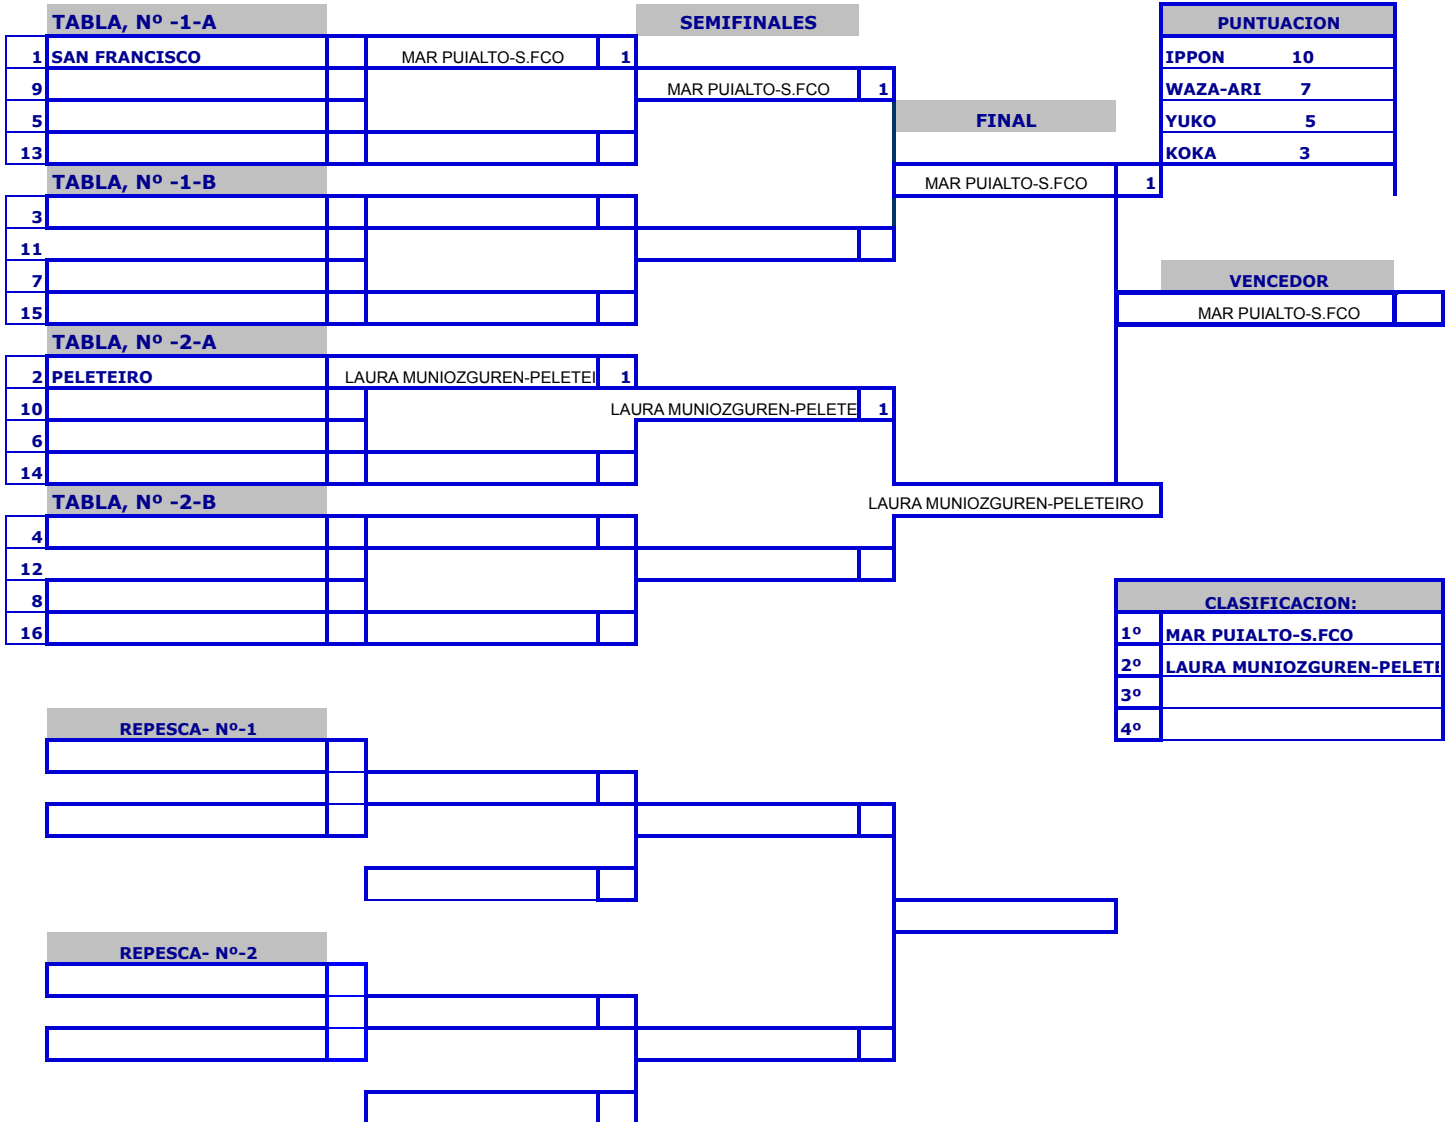 TABLA, Nº -1-A SEMIFINALES PUNTUACION
1 SAN FRANCISCO MAR PUIALTO-S.FCO 1 IPPON 10
9 MAR PUIALTO-S.FCO 1 WAZA-ARI 7
5 FINAL YUKO 5
13 KOKA 3
TABLA, Nº -1-B MAR PUIALTO-S.FCO 1
3
11
7 VENCEDOR
15 MAR PUIALTO-S.FCO
TABLA, Nº -2-A
2 PELETEIRO LAURA MUNIOZGUREN-PELETEI 1
10 LAURA MUNIOZGUREN-PELETE 1
6
14
TABLA, Nº -2-B LAURA MUNIOZGUREN-PELETEIRO
4
12
8 CLASIFICACION:
16 1º MAR PUIALTO-S.FCO
2º LAURA MUNIOZGUREN-PELETE
3º
REPESCA- Nº-1 4º
REPESCA- Nº-2